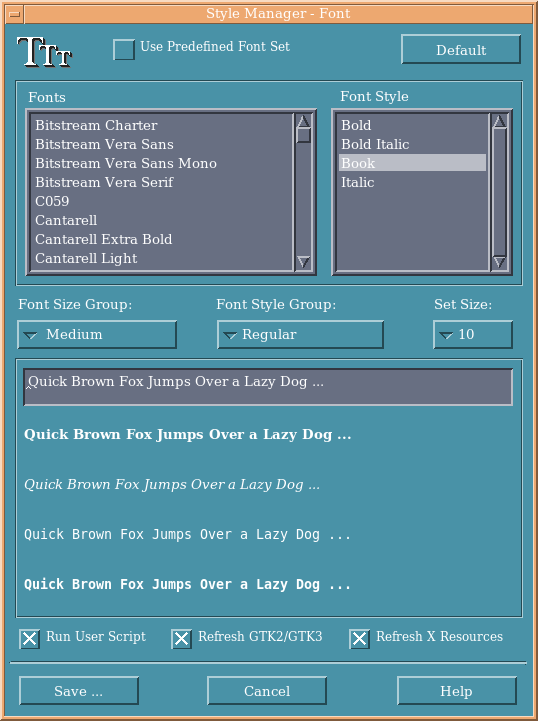 Style Manager - Font
TTT
Use Predefined Font Set
Default
Fonts
Bitstream Charter
Bitstream Vera Sans
Bitstream Vera Sans Mono
Bitstream Vera Serif
C059
Cantarell
Cantarell Extra Bold
Cantarell Light
Font Style
Bold
Bold Italic
Book
Italic
Font Size Group:
Medium
Font Style Group:
Regular
Set Size:
10
Quick Brown Fox Jumps Over a Lazy Dog ...
Quick Brown Fox Jumps Over a Lazy Dog ...
Quick Brown Fox Jumps Over a Lazy Dog ...
Quick Brown Fox Jumps Over a Lazy Dog ...
Quick Brown Fox Jumps Over a Lazy Dog ...
Run User Script
Refresh GTK2/GTK3
Refresh X Resources
Save ...
Cancel
Help